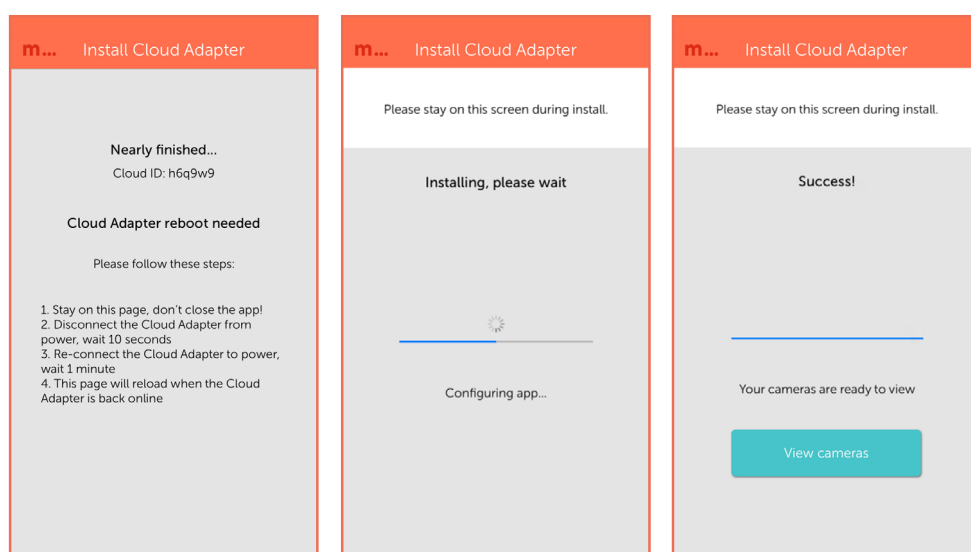 m... Install Cloud Adapter
Nearly finished...
Cloud ID: h6q9w9
Cloud Adapter reboot needed
Please follow these steps:
1. Stay on this page, don't close the app!
2. Disconnect the Cloud Adapter from
power, wait 10 seconds
3. Re-connect the Cloud Adapter to power,
wait 1 minute
4. This page will reload when the Cloud
Adapter is back online
m... Install Cloud Adapter
Please stay on this screen during install.
Installing, please wait
Configuring app...
m... Install Cloud Adapter
Please stay on this screen during install.
Success!
Your cameras are ready to view
View cameras